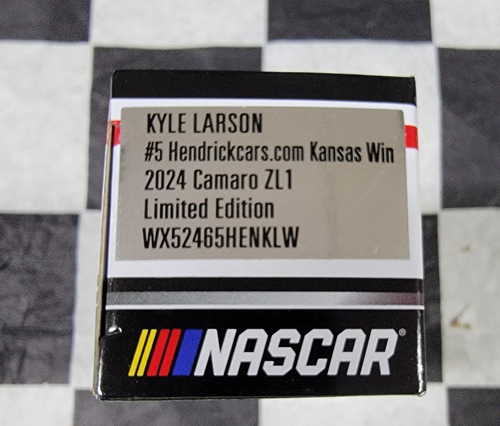 KYLE LARSON
#5 Hendrickcars.com Kansas Win
2024 Camaro ZL1
Limited Edition
WX52465HENKLW
NASCAR®